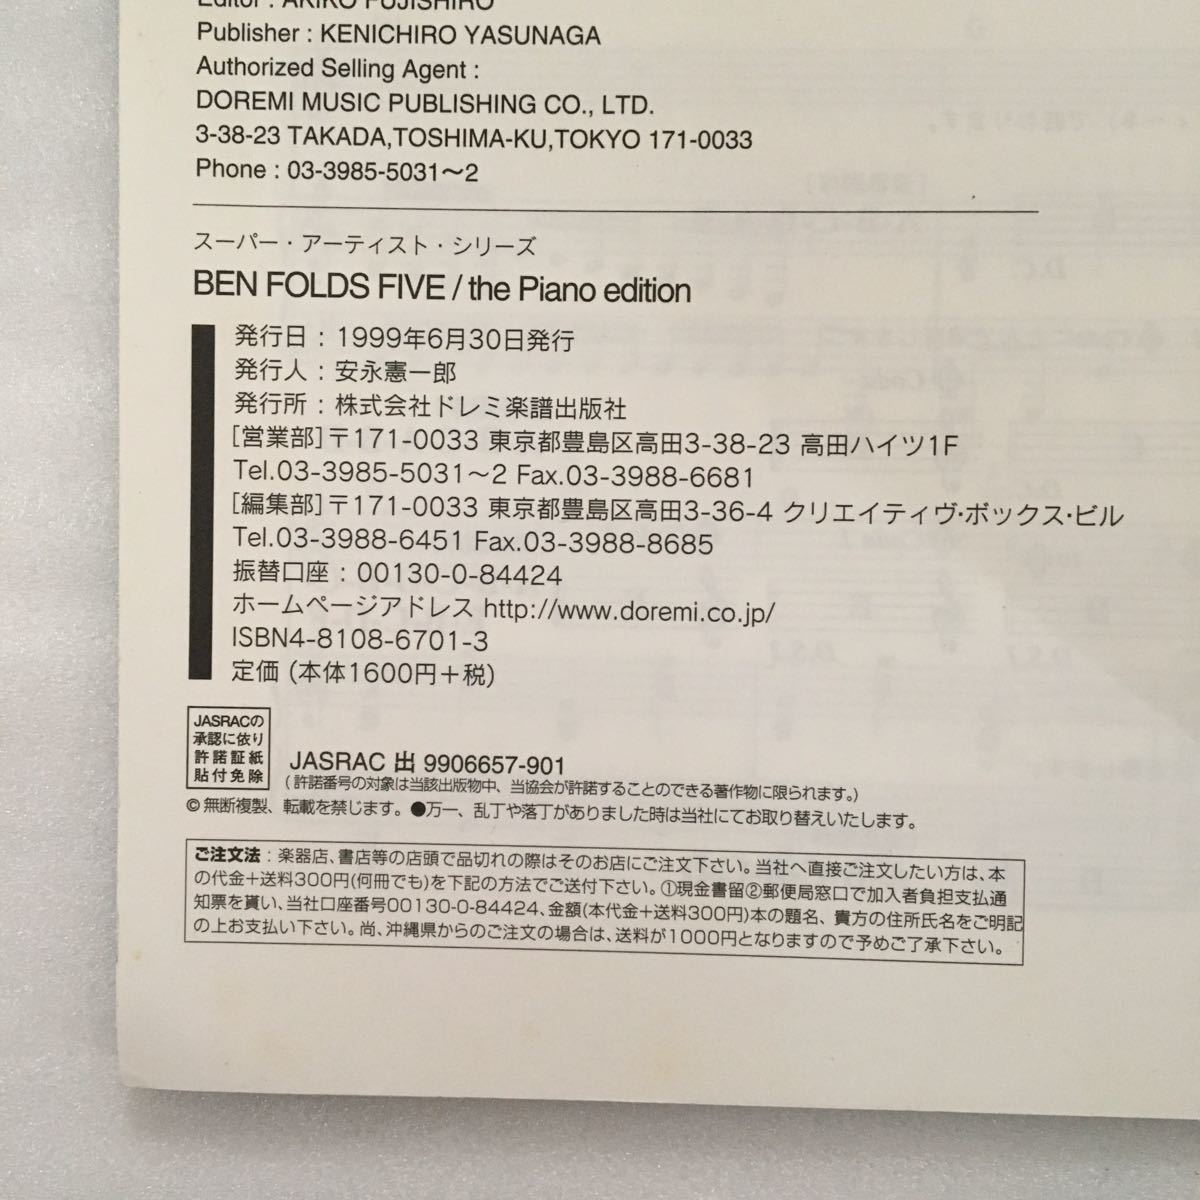 Editor : AKIKO FUJISHIRO
Publisher : KENICHIRO YASUNAGA
Authorized Selling Agent :
DOREMI MUSIC PUBLISHING CO., LTD.
3-38-23 TAKADA,TOSHIMA-KU,TOKYO 171-0033
Phone : 03-3985-5031〜2
スーパー・アーティスト・シリーズ
BEN FOLDS FIVE / the Piano edition
発行日 : 1999年6月30日発行
発行人 : 安永憲一郎
発行所 : 株式会社ドレミ楽譜出版社
[営業部]〒171-0033 東京都豊島区高田3-38-23 高田ハイツ1F
Tel.03-3985-5031〜2 Fax.03-3988-6681
[編集部]〒171-0033 東京都豊島区高田3-36-4 クリエイティヴ・ボックス・ビル
Tel.03-3988-6451 Fax.03-3988-8685
振替口座 : 00130-0-84424
ホームページアドレス http://www.doremi.co.jp/
ISBN4-8108-6701-3
定価 (本体1600円＋税)
JASRACの
承認に依り
許諾証紙
貼付免除
JASRAC 出 9906657-901
(許諾番号の対象は当該出版物中、当協会が許諾することのできる著作物に限られます。)
© 無断複製、転載を禁じます。●万一、乱丁や落丁がありました時は当社にてお取り替えいたします。
ご注文法 : 楽器店、書店等の店頭で品切れの際はそのお店にご注文下さい。当社へ直接ご注文したい方は、本
の代金＋送料300円(何冊でも)を下記の方法でご送付下さい。①現金書留②郵便局窓口で加入者負担支払通
知票を貰い、当社口座番号00130-0-84424、金額(本代金＋送料300円)本の題名、貴方の住所氏名をご明記
の上お支払い下さい。尚、沖縄県からのご注文の場合は、送料が1000円となりますので予めご了承下さい。